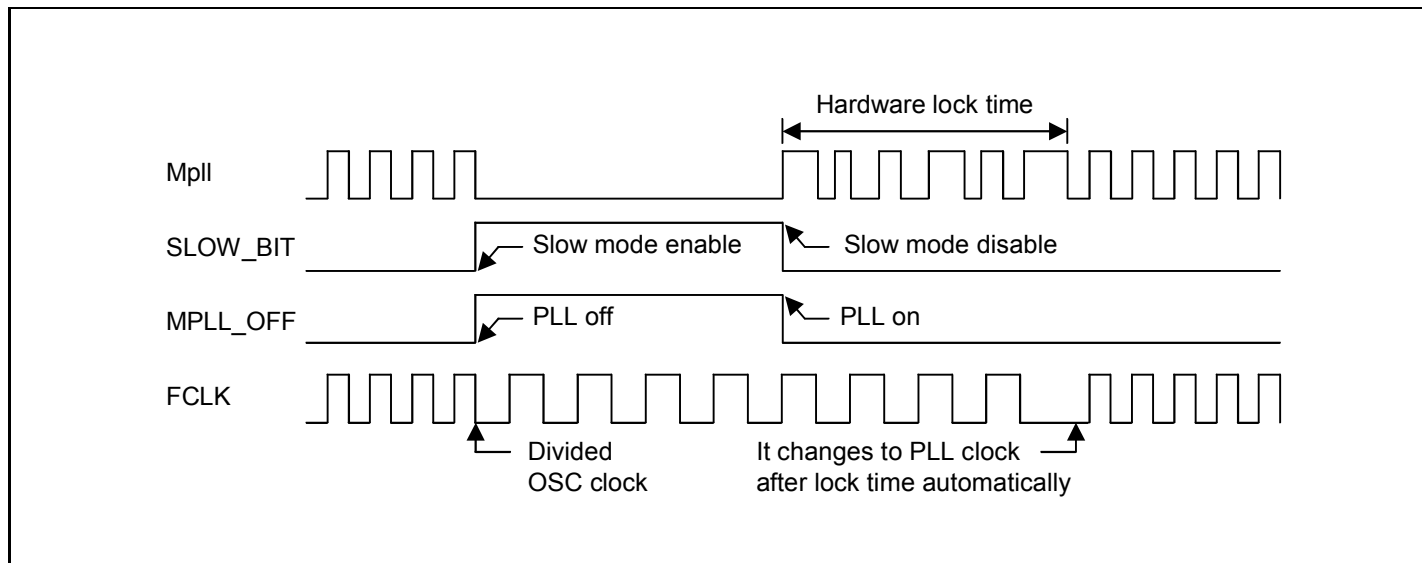 Hardware lock time
Mpll
SLOW_BIT
Slow mode enable
Slow mode disable
MPLL_OFF
PLL off
PLL on
FCLK
Divided
OSC clock
It changes to PLL clock
after lock time automatically